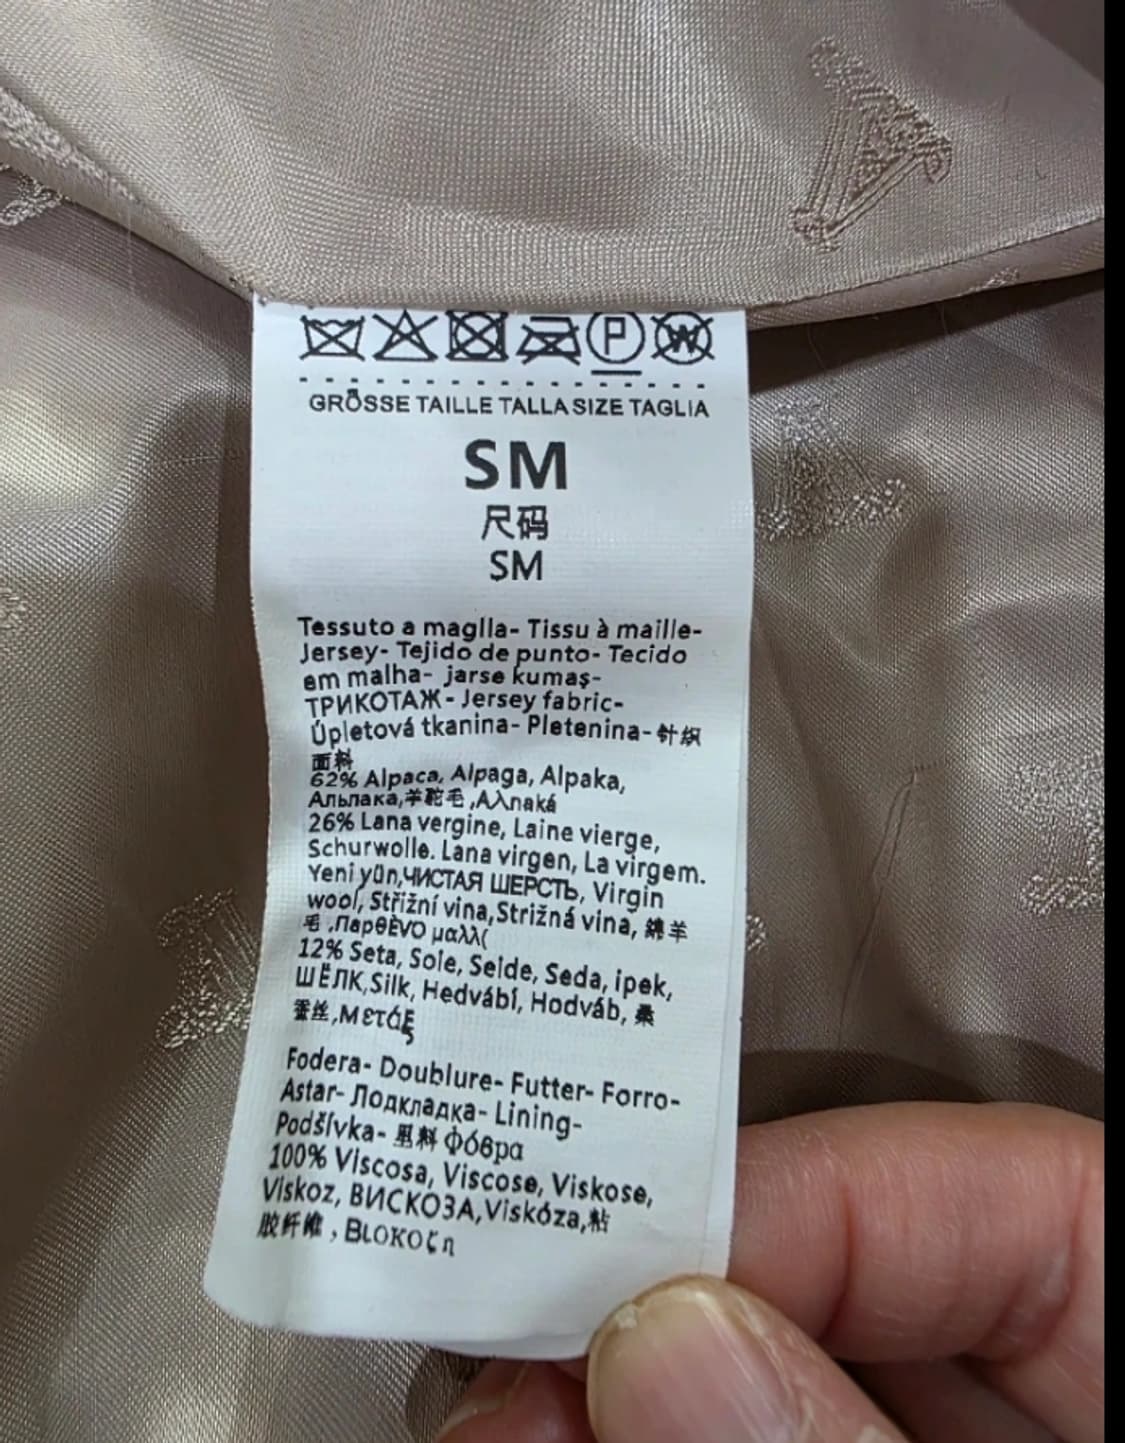 P W
GRÖSSE TAILLE TALLA SIZE TAGLIA
SM
尺码
SM
Tessuto a maglla- Tissu à maille-
Jersey- Tejido de punto- Tecido
em malha- jarse kumaş-
ТРИКОТАЖ- Jersey fabric-
Úpletová tkanina- Pletenina- 针织
面料
62% Alpaca, Alpaga, Alpaka,
Альпака,羊驼毛,Αλπακά
26% Lana vergine, Laine vierge,
Schurwolle. Lana virgen, La virgem.
Yeni yün,ЧИСТАЯ ШЕРСТЬ, Virgin
wool, Střižní vina,Strižná vina, 绵羊
毛,ΠαρθÈVO μαλλ(
12% Seta, Soie, Seide, Seda, ipek,
ШЁЛК,Silk, Hedvábí, Hodváb, 桑
蚕丝,Μετάξ
Fodera- Doublure- Futter- Forro-
Astar- Подкладка- Lining-
Podšívka- 里料 Φόδρα
100% Viscosa, Viscose, Viskose,
Viskoz, ВИСКОЗА,Viskóza,粘
胶纤维, Βιοκοζη